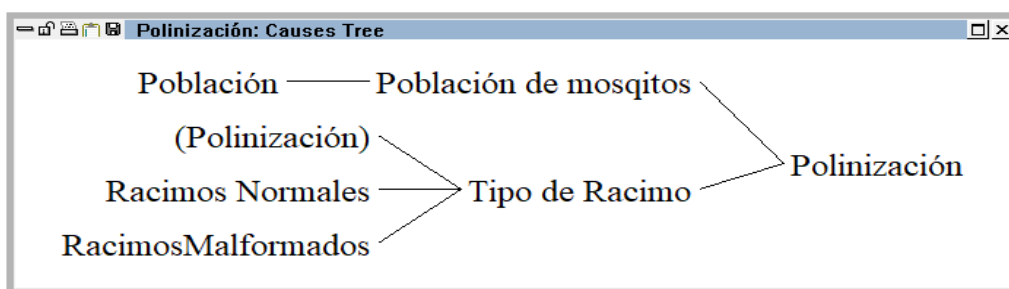 Polinización: Causes Tree
Población
Población de mosqitos
(Polinización)
Polinización
Racimos Normales
Tipo de Racimo
RacimosMalformados